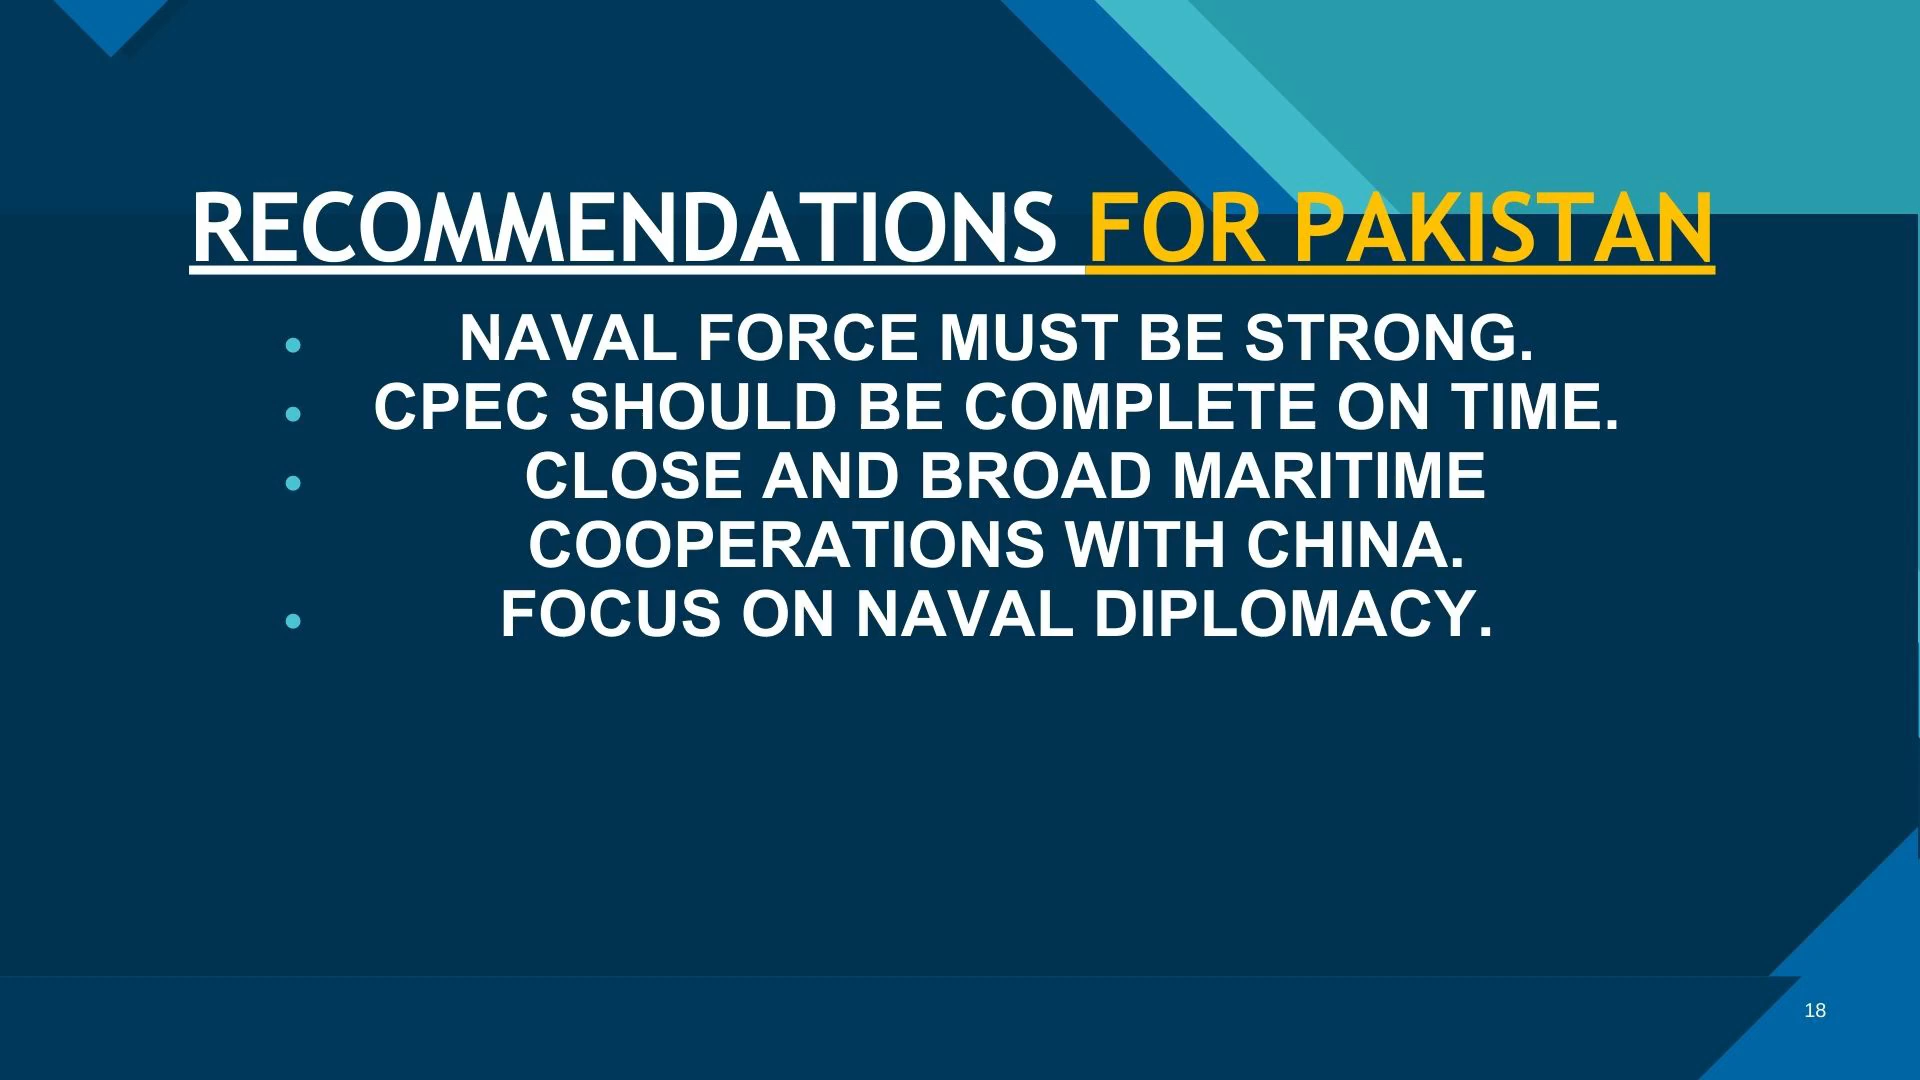 RECOMMENDATIONS FOR PAKISTAN
• NAVAL FORCE MUST BE STRONG.
• CPEC SHOULD BE COMPLETE ON TIME.
• CLOSE AND BROAD MARITIME
COOPERATIONS WITH CHINA.
• FOCUS ON NAVAL DIPLOMACY.
18